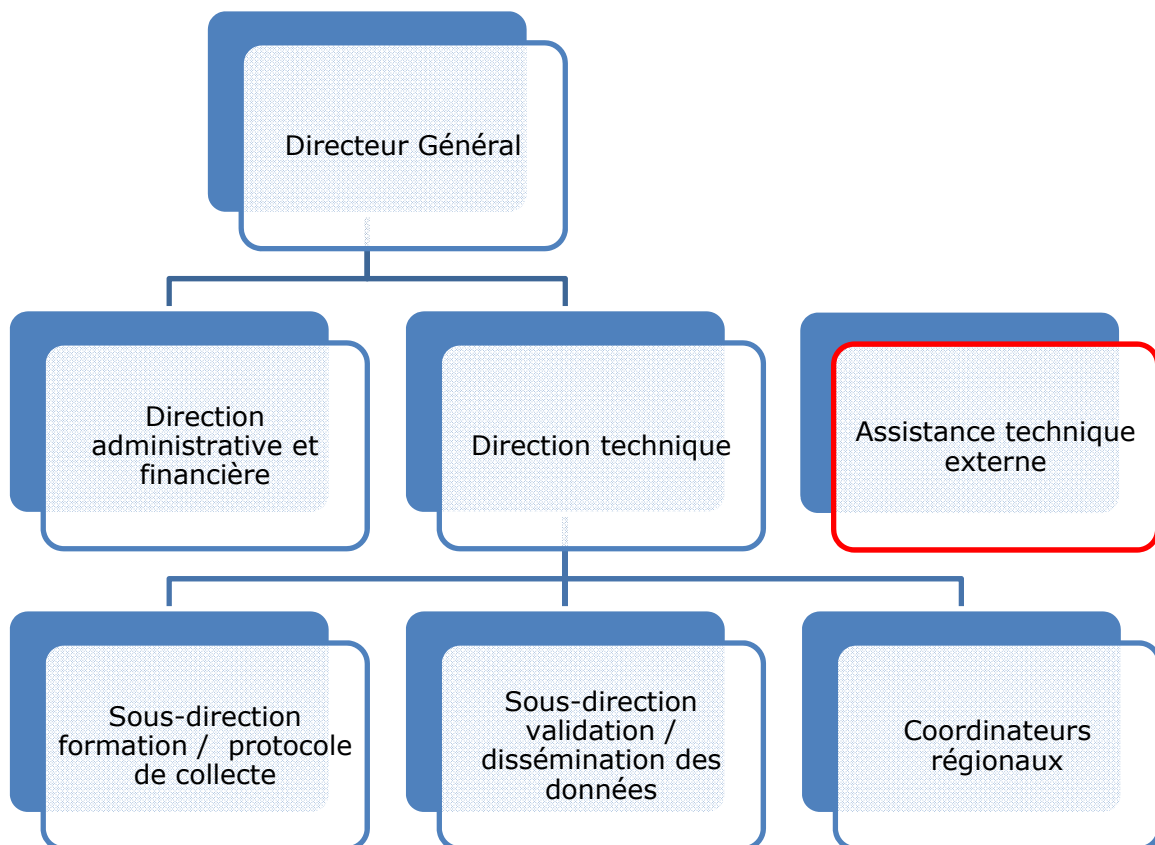 Directeur Général
Direction
administrative et
financière
Direction technique
Assistance technique
externe
Sous-direction
formation /  protocole
de collecte
Sous-direction
validation /
dissémination des
données
Coordinateurs
régionaux